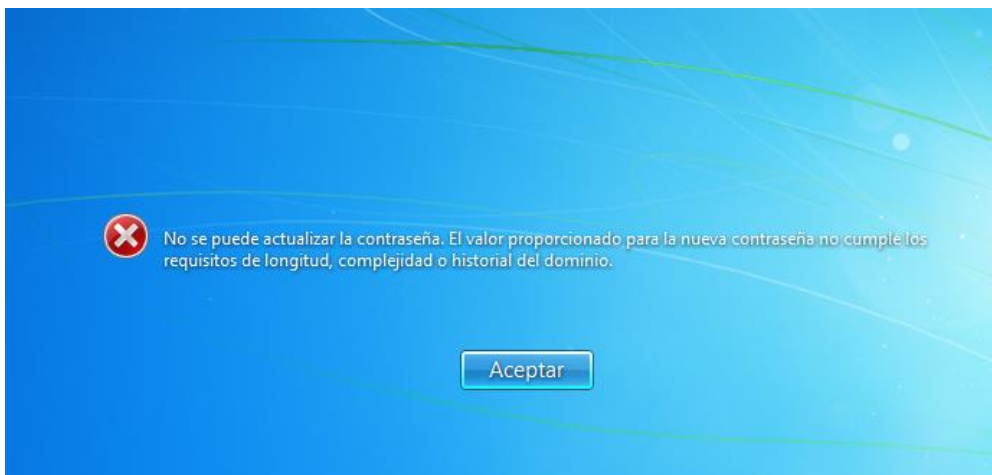 No se puede actualizar la contraseña. El valor proporcionado para la nueva contraseña no cumple los
requisitos de longitud, complejidad o historial del dominio.
Aceptar